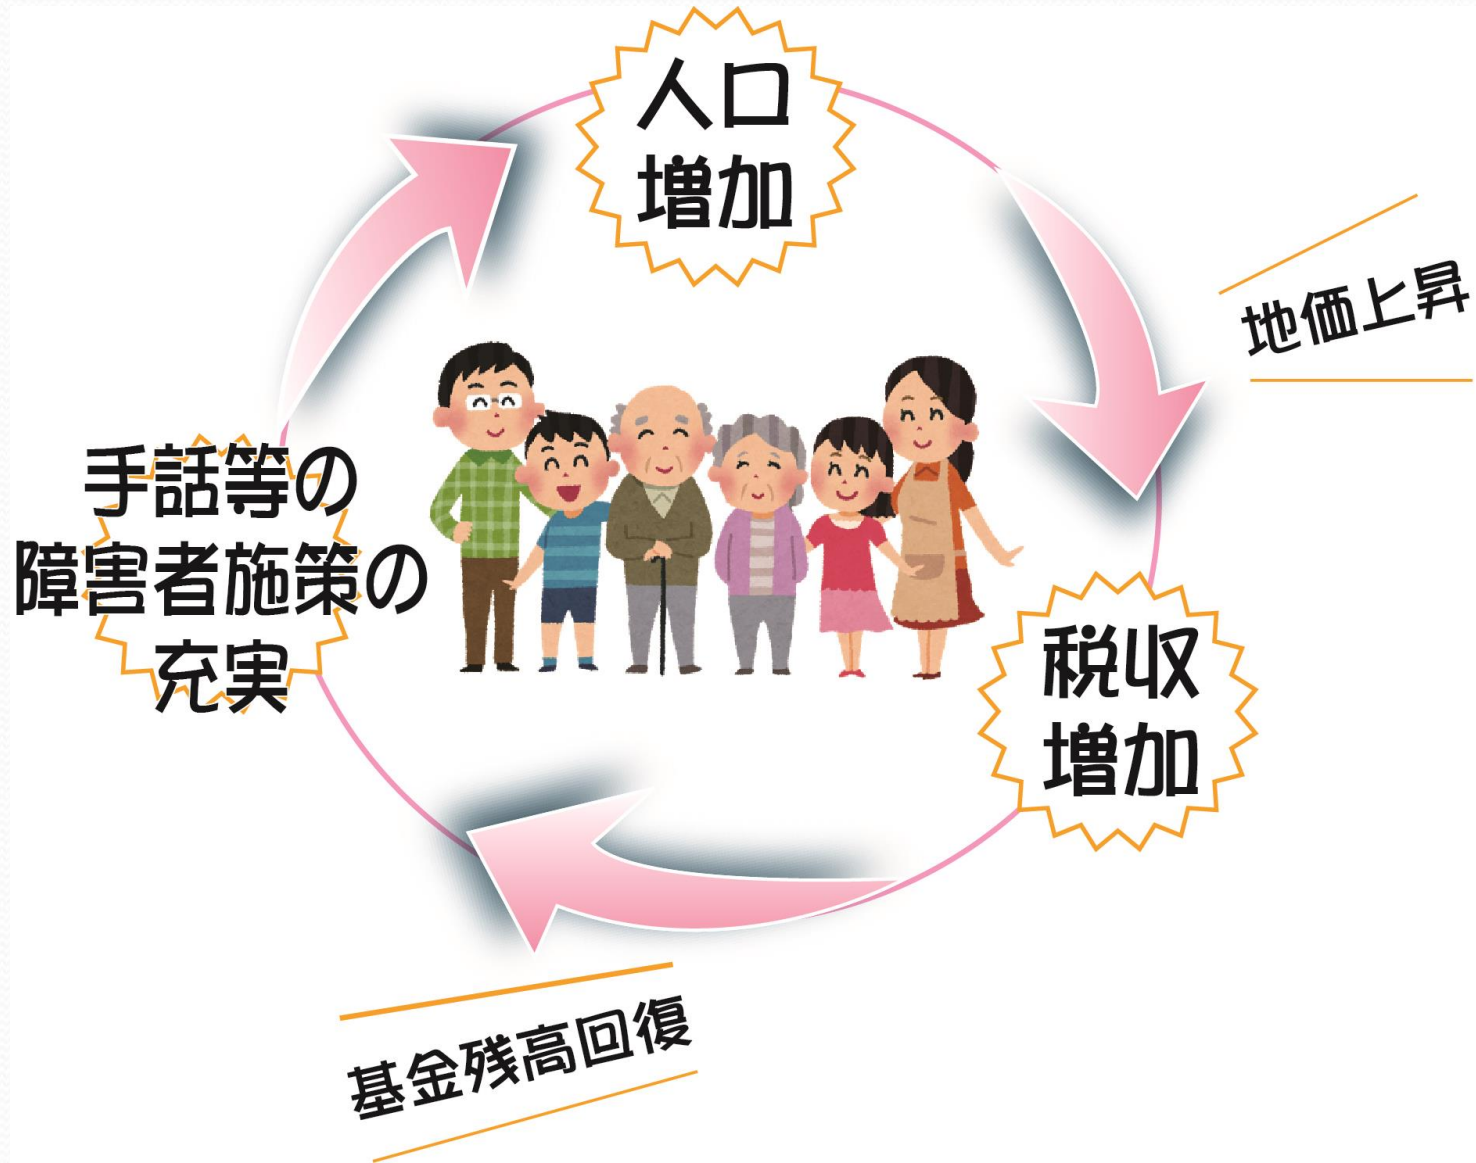 人口
増加
地価上昇
手話等の
障害者施策の
充実
税収
増加
基金残高回復